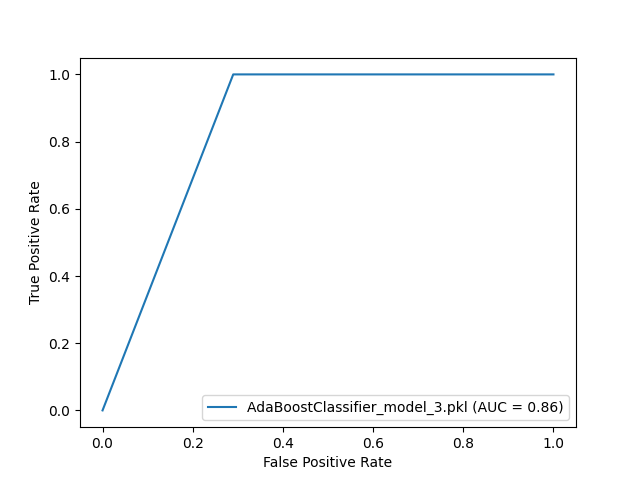 1.0
0.8
0.6
0.4
0.2
0.0
True Positive Rate
AdaBoostClassifier_model_3.pkl (AUC = 0.86)
0.0 0.2 0.4 0.6 0.8 1.0
False Positive Rate